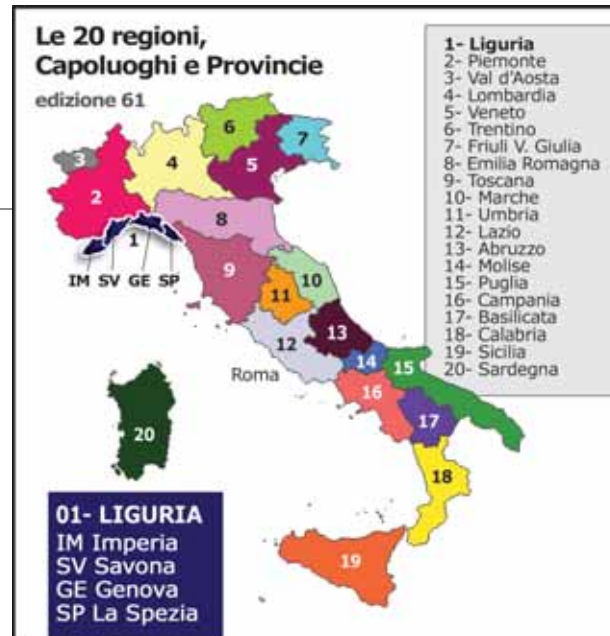 Le 20 regioni,
Capoluoghi e Provincie
edizione 61
1- Liguria
2- Piemonte
3- Val d'Aosta
4- Lombardia
5- Veneto
6- Trentino
7- Friuli V. Giulia
8- Emilia Romagna
9- Toscana
10- Marche
11- Umbria
12- Lazio
13- Abruzzo
14- Molise
15- Puglia
16- Campania
17- Basilicata
18- Calabria
19- Sicilia
20- Sardegna
6
7
3
4
5
2
8
1
IM SV GE SP
9
10
11
12
13
Roma
14
15
16
17
20
18
19
01- LIGURIA
IM Imperia
SV Savona
GE Genova
SP La Spezia